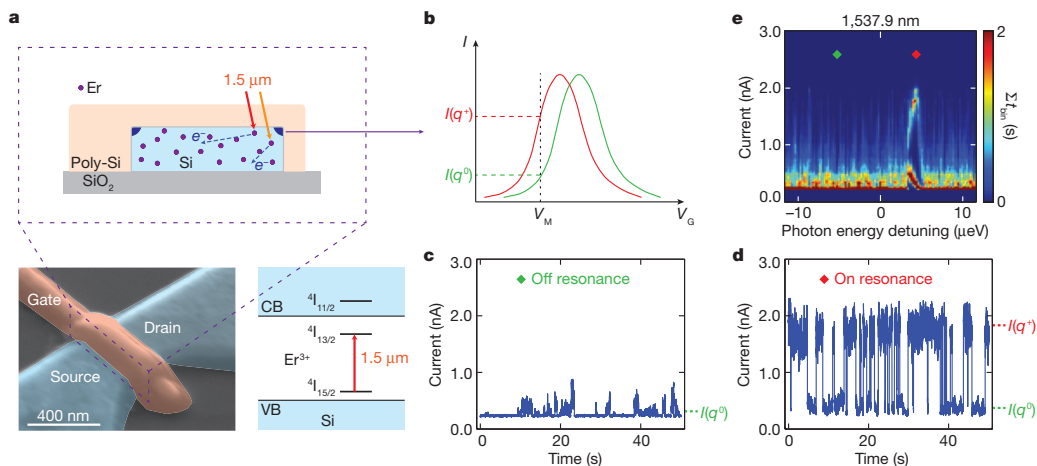 a
Er
1.5 μm
e⁻
Si
e⁻
Poly-Si
SiO₂
Gate
Drain
Source
400 nm
CB
⁴I₁₁/₂
⁴I₁₃/₂
Er³⁺
1.5 μm
⁴I₁₅/₂
VB
Si
b
I
I(q⁺)
I(q⁰)
V_M
V_G
c
Off resonance
3.0
2.0
1.0
0.0
Current (nA)
I(q⁰)
0
20
40
Time (s)
d
On resonance
3.0
2.0
1.0
0.0
Current (nA)
I(q⁺)
I(q⁰)
0
20
40
Time (s)
e
1,537.9 nm
3.0
2.0
1.0
0.0
Current (nA)
−10
0
10
Photon energy detuning (μeV)
2
0
Σt_bin (s)